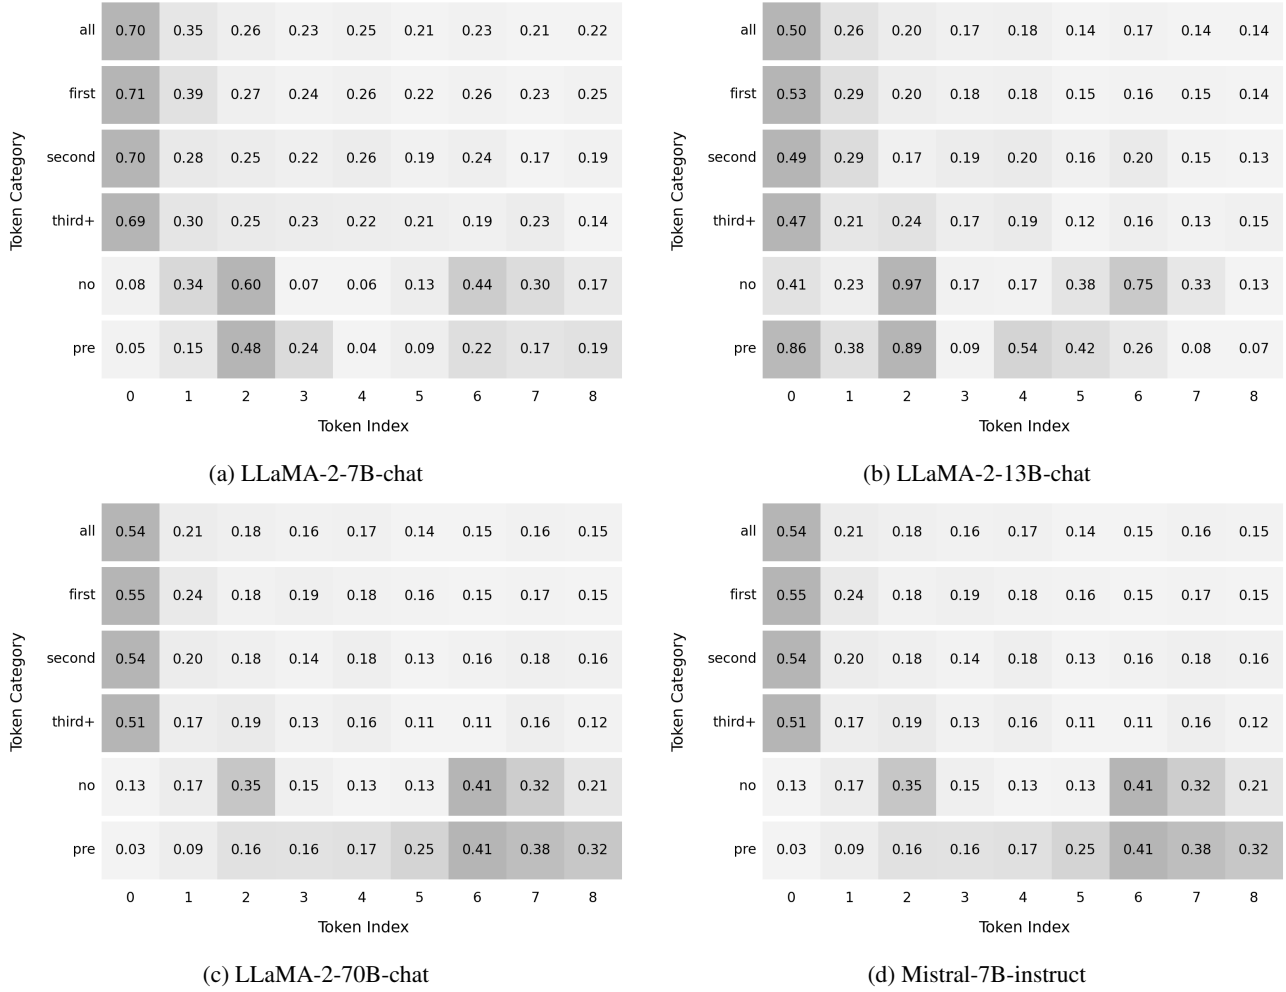 all 0.70 0.35 0.26 0.23 0.25 0.21 0.23 0.21 0.22
first 0.71 0.39 0.27 0.24 0.26 0.22 0.26 0.23 0.25
second 0.70 0.28 0.25 0.22 0.26 0.19 0.24 0.17 0.19
third+ 0.69 0.30 0.25 0.23 0.22 0.21 0.19 0.23 0.14
no 0.08 0.34 0.60 0.07 0.06 0.13 0.44 0.30 0.17
pre 0.05 0.15 0.48 0.24 0.04 0.09 0.22 0.17 0.19
0 1 2 3 4 5 6 7 8
Token Index
Token Category
(a) LLaMA-2-7B-chat
all 0.50 0.26 0.20 0.17 0.18 0.14 0.17 0.14 0.14
first 0.53 0.29 0.20 0.18 0.18 0.15 0.16 0.15 0.14
second 0.49 0.29 0.17 0.19 0.20 0.16 0.20 0.15 0.13
third+ 0.47 0.21 0.24 0.17 0.19 0.12 0.16 0.13 0.15
no 0.41 0.23 0.97 0.17 0.17 0.38 0.75 0.33 0.13
pre 0.86 0.38 0.89 0.09 0.54 0.42 0.26 0.08 0.07
0 1 2 3 4 5 6 7 8
Token Index
Token Category
(b) LLaMA-2-13B-chat
all 0.54 0.21 0.18 0.16 0.17 0.14 0.15 0.16 0.15
first 0.55 0.24 0.18 0.19 0.18 0.16 0.15 0.17 0.15
second 0.54 0.20 0.18 0.14 0.18 0.13 0.16 0.18 0.16
third+ 0.51 0.17 0.19 0.13 0.16 0.11 0.11 0.16 0.12
no 0.13 0.17 0.35 0.15 0.13 0.13 0.41 0.32 0.21
pre 0.03 0.09 0.16 0.16 0.17 0.25 0.41 0.38 0.32
0 1 2 3 4 5 6 7 8
Token Index
Token Category
(c) LLaMA-2-70B-chat
all 0.54 0.21 0.18 0.16 0.17 0.14 0.15 0.16 0.15
first 0.55 0.24 0.18 0.19 0.18 0.16 0.15 0.17 0.15
second 0.54 0.20 0.18 0.14 0.18 0.13 0.16 0.18 0.16
third+ 0.51 0.17 0.19 0.13 0.16 0.11 0.11 0.16 0.12
no 0.13 0.17 0.35 0.15 0.13 0.13 0.41 0.32 0.21
pre 0.03 0.09 0.16 0.16 0.17 0.25 0.41 0.38 0.32
0 1 2 3 4 5 6 7 8
Token Index
Token Category
(d) Mistral-7B-instruct